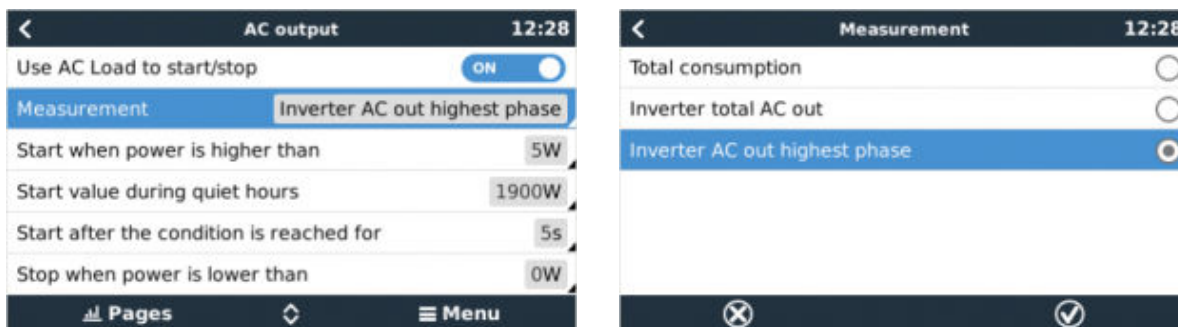 AC output 12:28
Use AC Load to start/stop ON
Measurement Inverter AC out highest phase
Start when power is higher than 5W
Start value during quiet hours 1900W
Start after the condition is reached for 5s
Stop when power is lower than 0W
Pages Menu
Measurement 12:28
Total consumption
Inverter total AC out
Inverter AC out highest phase